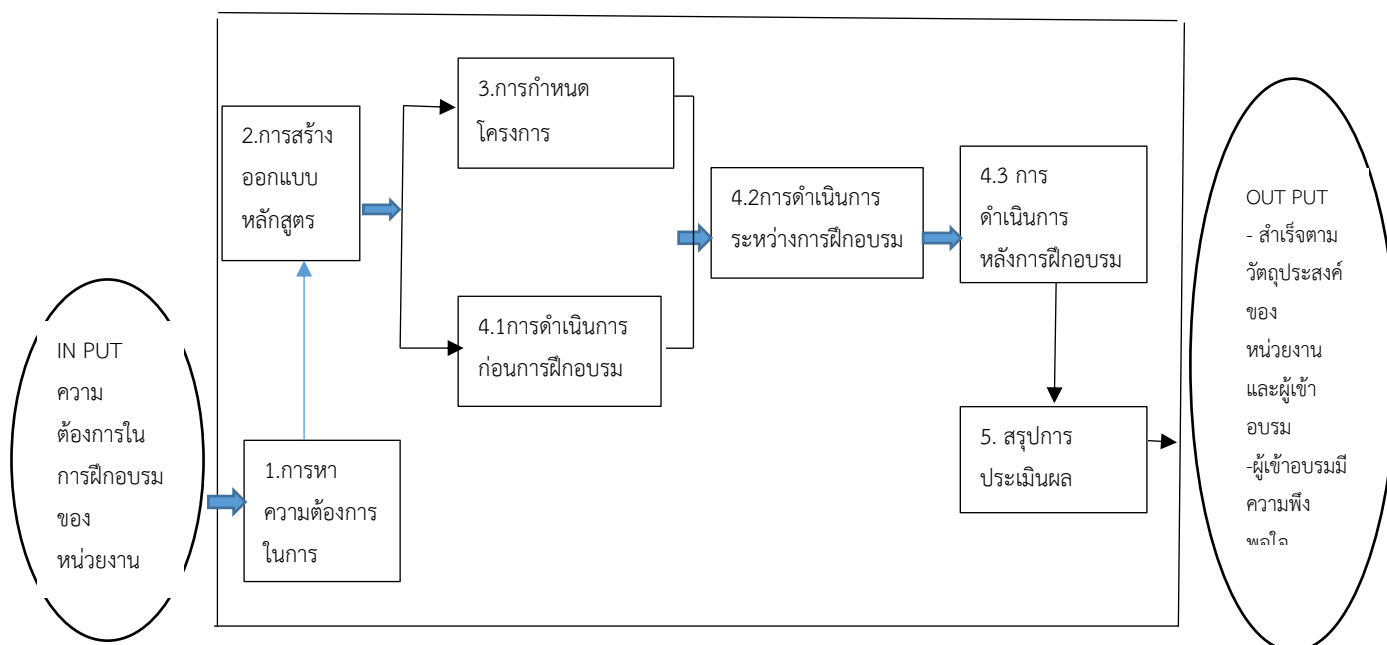 IN PUT
ความ
ต้องการใน
การฝึกอบรม
ของ
หน่วยงาน
1.การหา
ความต้องการ
ในการ
2.การสร้าง
ออกแบบ
หลักสูตร
3.การกำหนด
โครงการ
4.1การดำเนินการ
ก่อนการฝึกอบรม
4.2การดำเนินการ
ระหว่างการฝึกอบรม
4.3 การ
ดำเนินการ
หลังการฝึกอบรม
5. สรุปการ
ประเมินผล
OUT PUT
- สำเร็จตาม
วัตถุประสงค์
ของ
หน่วยงาน
และผู้เข้า
อบรม
-ผู้เข้าอบรมมี
ความพึง
พอใจ